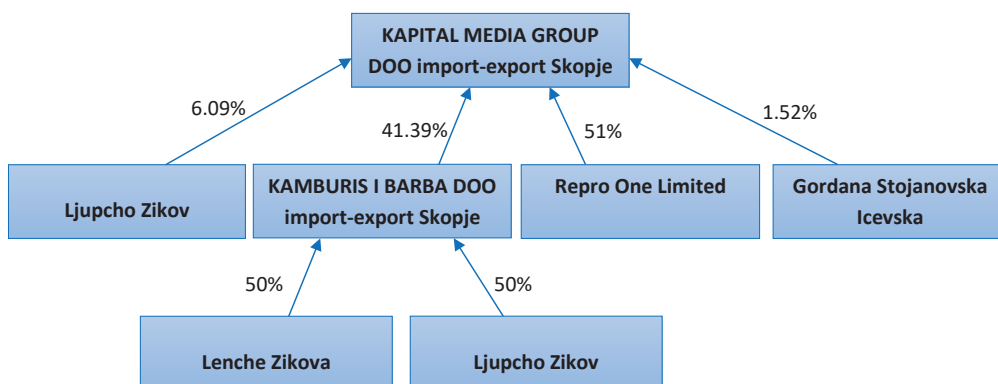 KAPITAL MEDIA GROUP
DOO import-export Skopje
6.09%
41.39%
51%
1.52%
Ljupcho Zikov
KAMBURIS I BARBA DOO
import-export Skopje
Repro One Limited
Gordana Stojanovska
Icevska
50%
50%
Lenche Zikova
Ljupcho Zikov